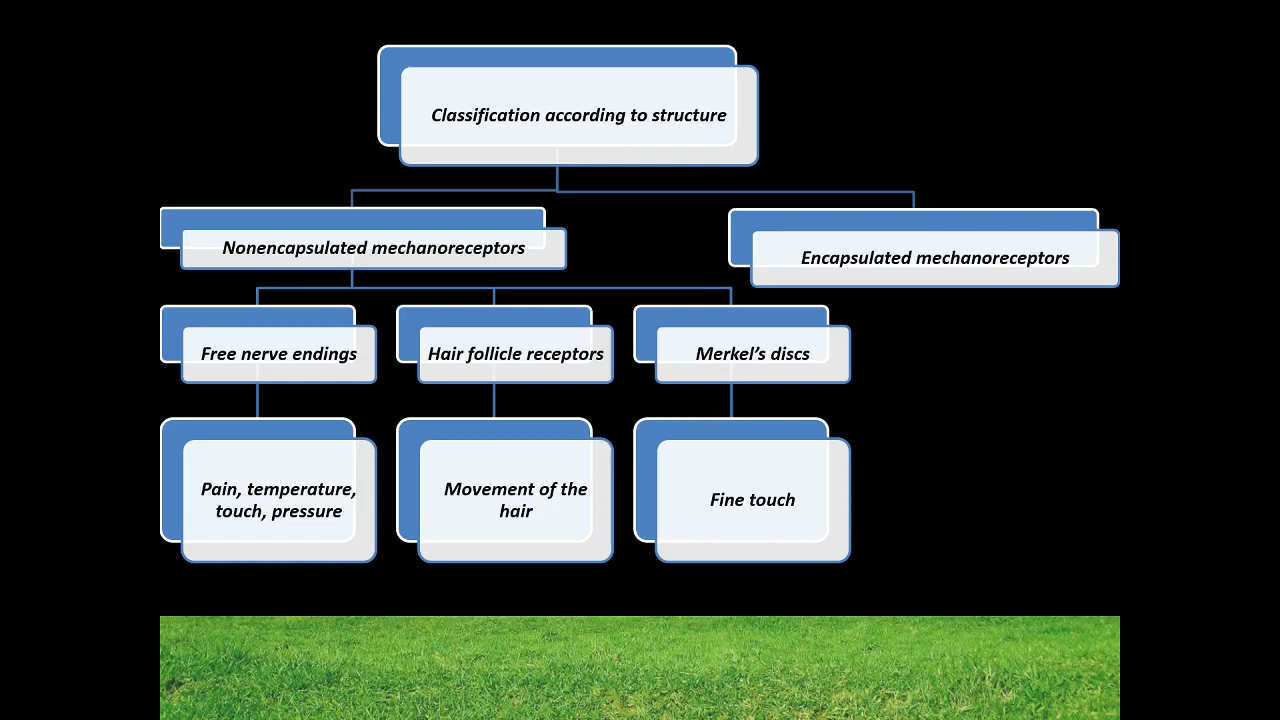 Classification according to structure
Nonencapsulated mechanoreceptors
Encapsulated mechanoreceptors
Free nerve endings
Hair follicle receptors
Merkel’s discs
Pain, temperature,
touch, pressure
Movement of the
hair
Fine touch